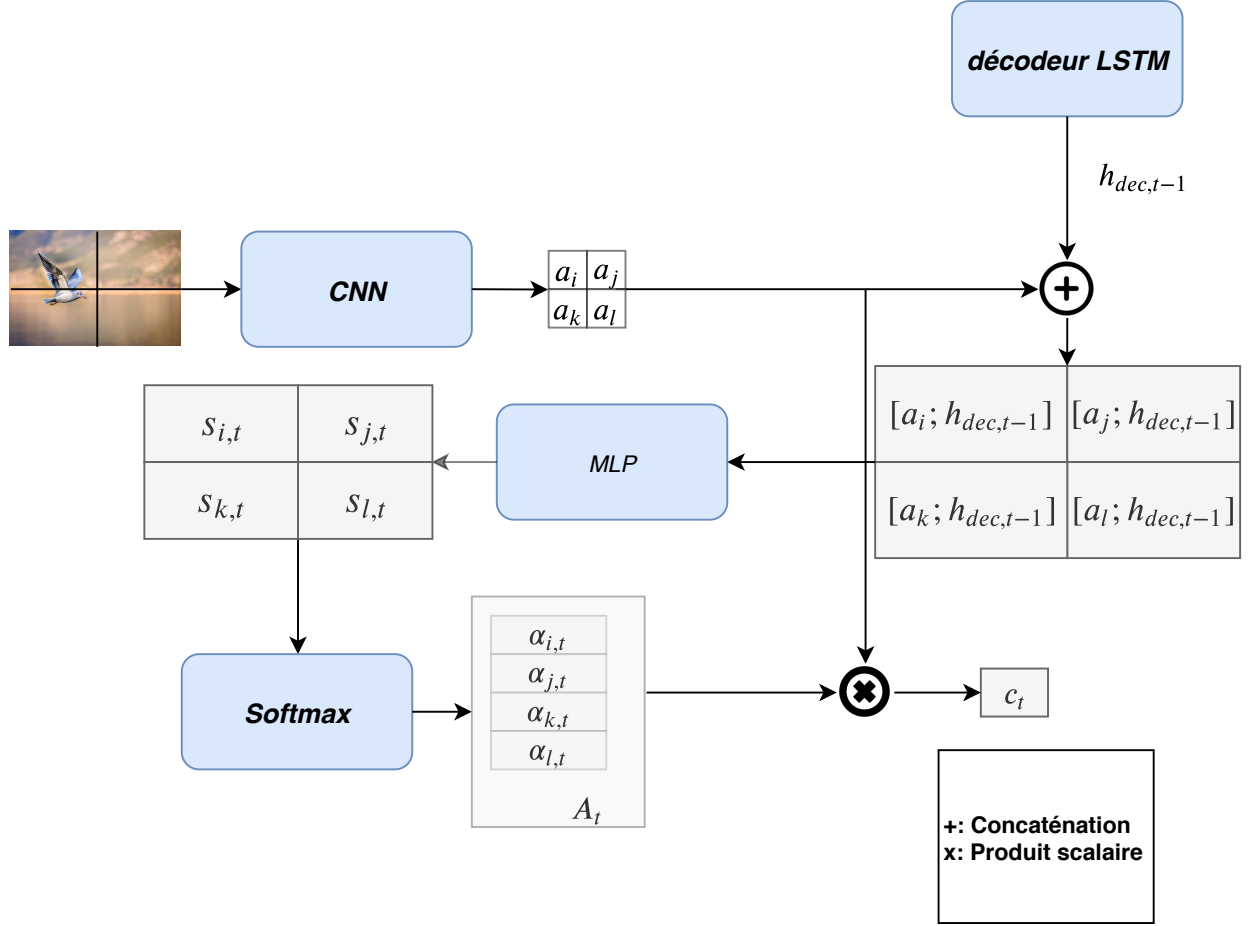 décodeur LSTM
h_{dec,t−1}
CNN
a_i a_j
a_k a_l
+
[a_i; h_{dec,t−1}] [a_j; h_{dec,t−1}]
[a_k; h_{dec,t−1}] [a_l; h_{dec,t−1}]
MLP
s_{i,t} s_{j,t}
s_{k,t} s_{l,t}
Softmax
α_{i,t}
α_{j,t}
α_{k,t}
α_{l,t}
A_t
✖
c_t
+: Concaténation
x: Produit scalaire